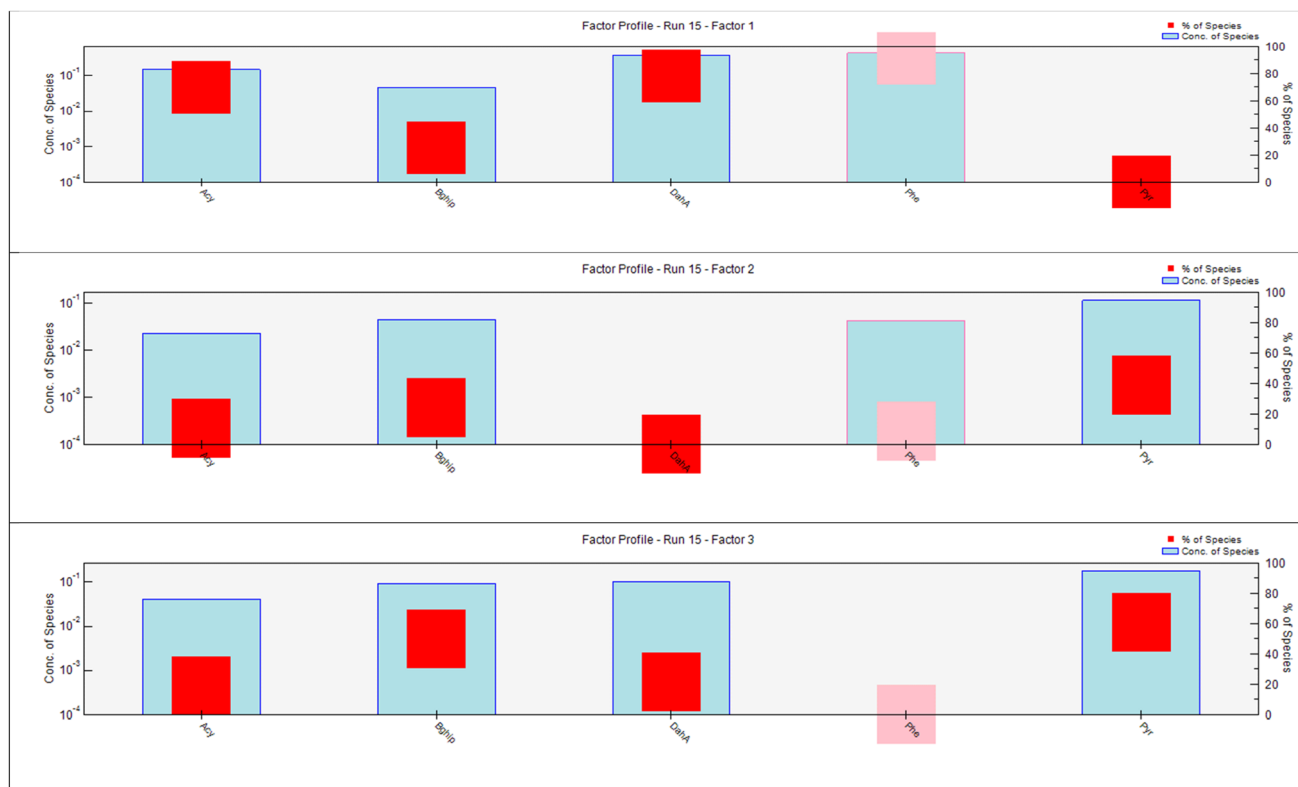 Factor Profile - Run 15 - Factor 1
% of Species
Conc. of Species
Conc. of Species
10^-1
10^-2
10^-3
10^-4
100
80
60
40
20
0
% of Species
Acy
BghIp
DahA
Phe
Pyr
Factor Profile - Run 15 - Factor 2
% of Species
Conc. of Species
Conc. of Species
10^-1
10^-2
10^-3
10^-4
100
80
60
40
20
0
% of Species
Acy
BghIp
DahA
Phe
Pyr
Factor Profile - Run 15 - Factor 3
% of Species
Conc. of Species
Conc. of Species
10^-1
10^-2
10^-3
10^-4
100
80
60
40
20
0
% of Species
Acy
BghIp
DahA
Phe
Pyr